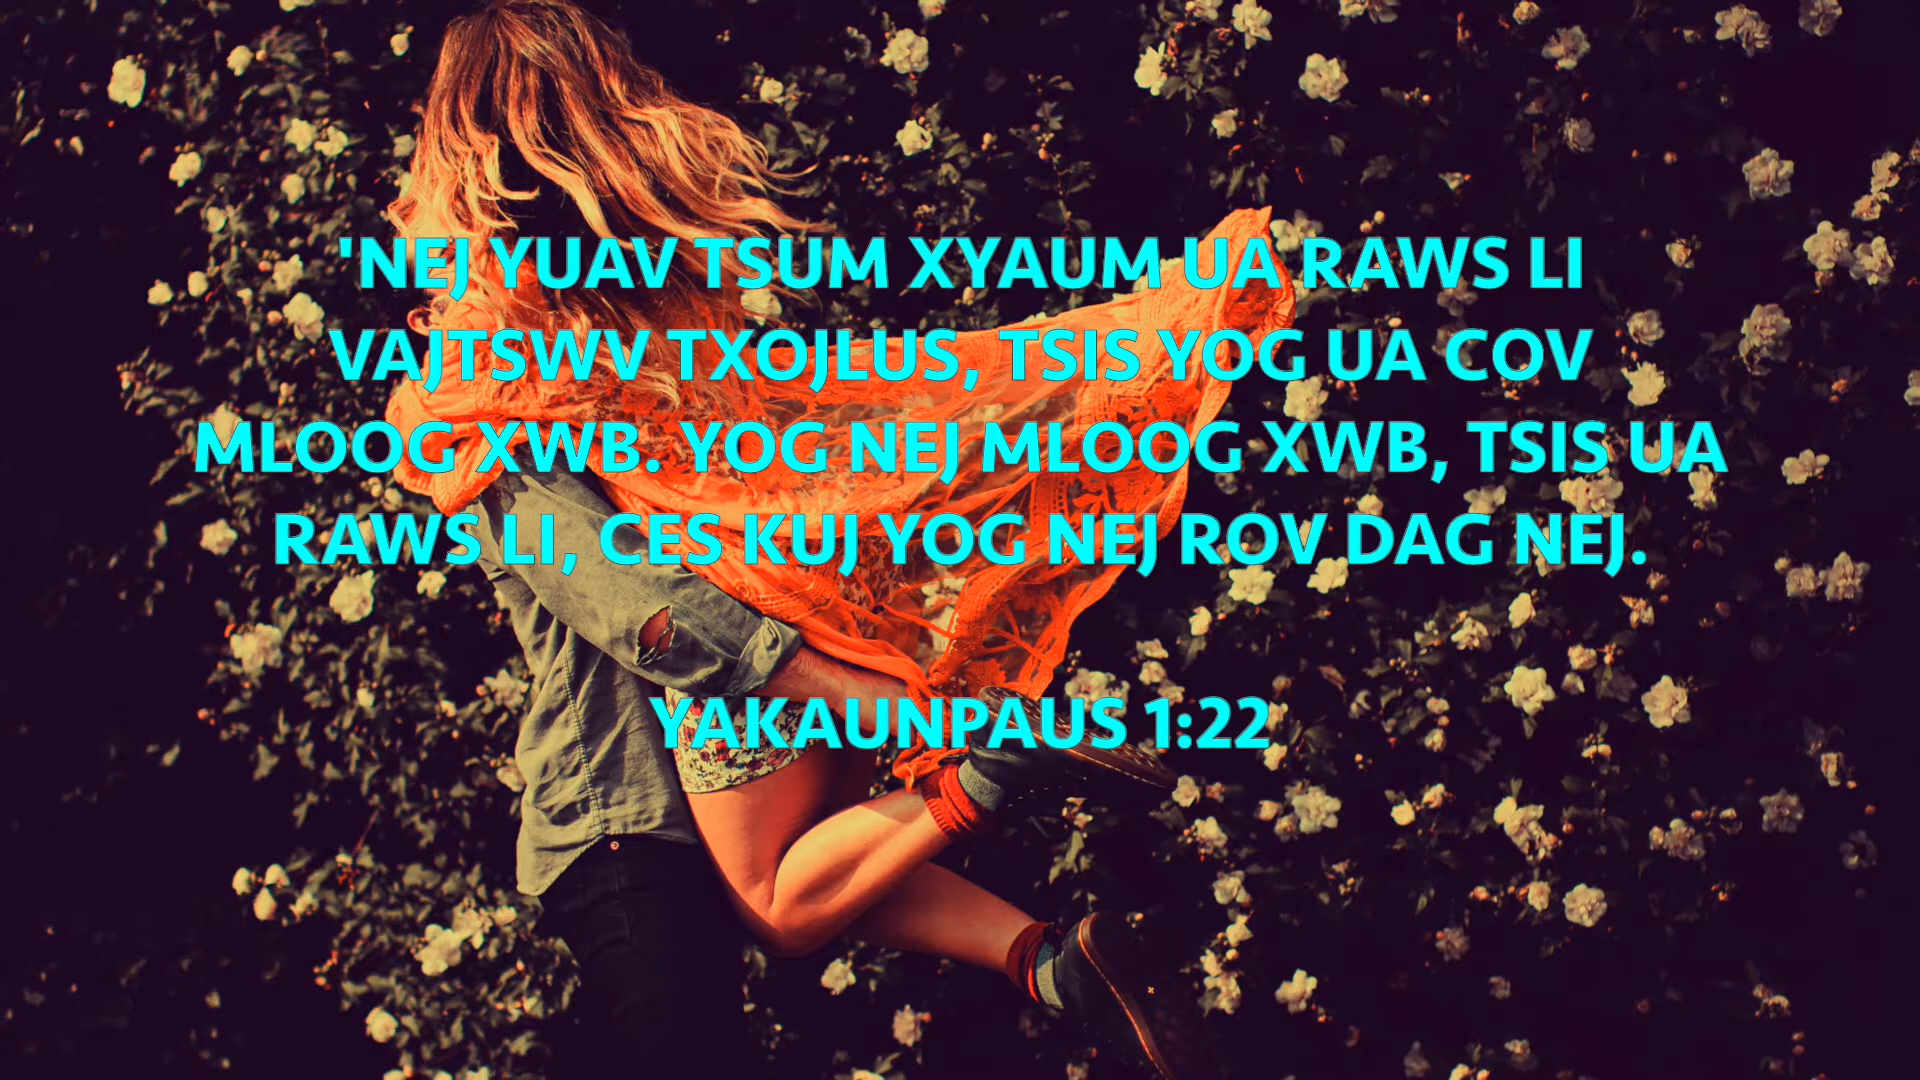 'NEJ YUAV TSUM XYAUM UA RAWS LI
VAJTSWV TXOJLUS, TSIS YOG UA COV
MLOOG XWB. YOG NEJ MLOOG XWB, TSIS UA
RAWS LI, CES KUJ YOG NEJ ROV DAG NEJ.
YAKAUNPAUS 1:22